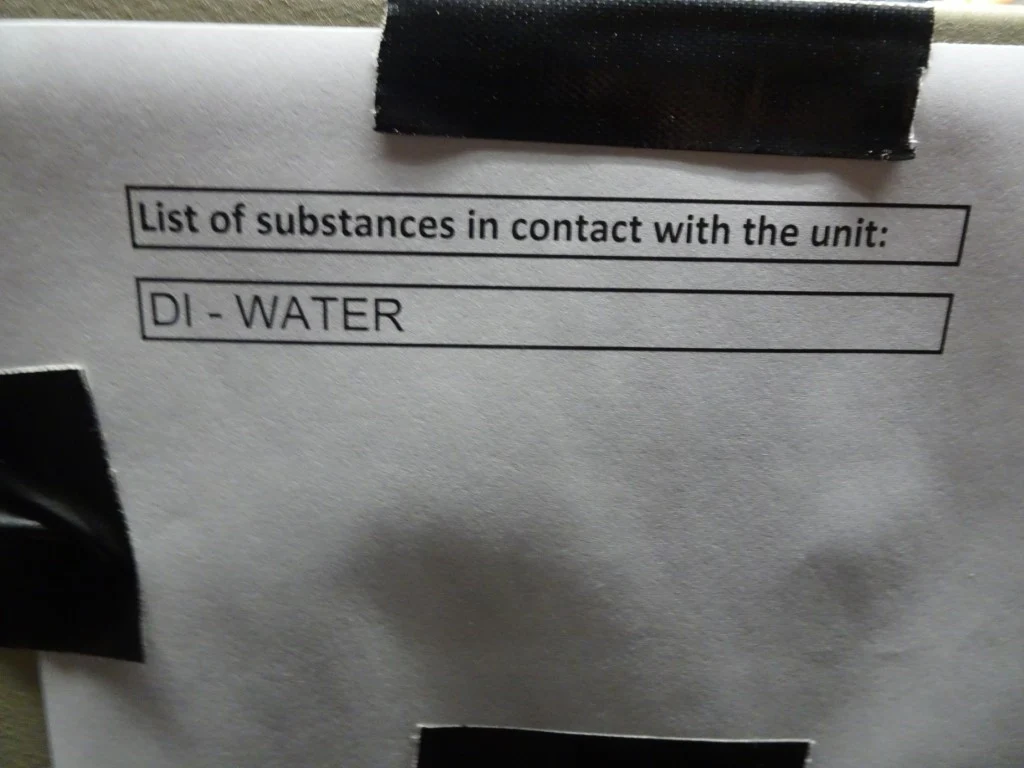 List of substances in contact with the unit:
DI - WATER